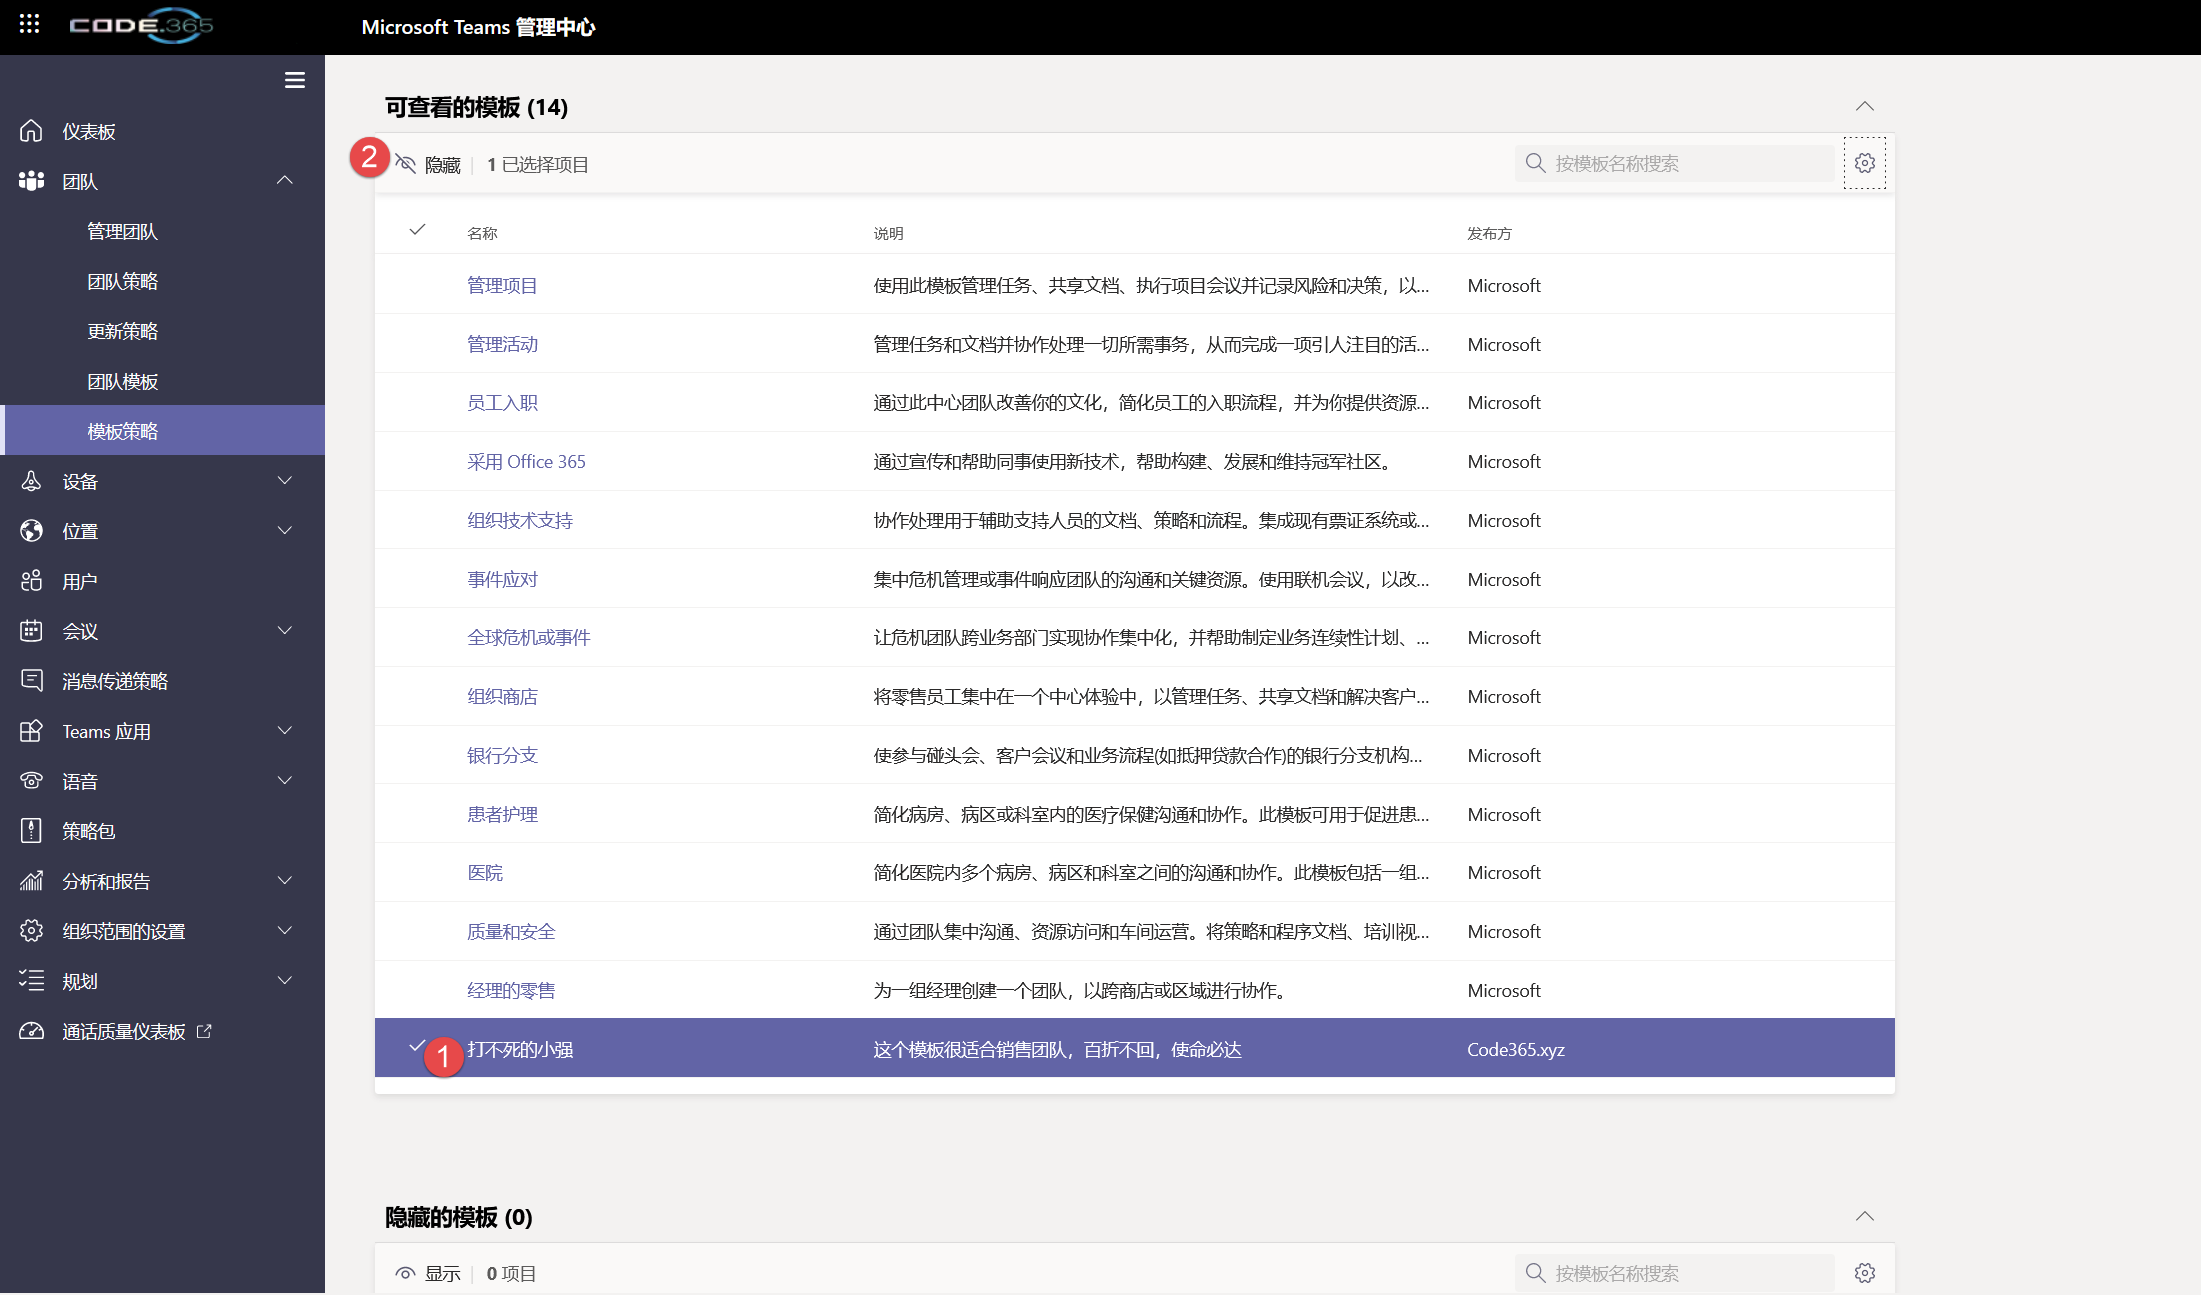 CODE.365
Microsoft Teams 管理中心
仪表板
团队
管理团队
团队策略
更新策略
团队模板
模板策略
设备
位置
用户
会议
消息传递策略
Teams 应用
语音
策略包
分析和报告
组织范围的设置
规划
通话质量仪表板
可查看的模板 (14)
2 隐藏 | 1 已选择项目 按模板名称搜索
名称 说明 发布方
管理项目 使用此模板管理任务、共享文档、执行项目会议并记录风险和决策，以... Microsoft
管理活动 管理任务和文档并协作处理一切所需事务，从而完成一项引人注目的活... Microsoft
员工入职 通过此中心团队改善你的文化，简化员工的入职流程，并为你提供资源... Microsoft
采用 Office 365 通过宣传和帮助同事使用新技术，帮助构建、发展和维持冠军社区。 Microsoft
组织技术支持 协作处理用于辅助支持人员的文档、策略和流程。集成现有票证系统或... Microsoft
事件应对 集中危机管理或事件响应团队的沟通和关键资源。使用联机会议，以改... Microsoft
全球危机或事件 让危机团队跨业务部门实现协作集中化，并帮助制定业务连续性计划、... Microsoft
组织商店 将零售员工集中在一个中心体验中，以管理任务、共享文档和解决客户... Microsoft
银行分支 使参与碰头会、客户会议和业务流程(如抵押贷款合作)的银行分支机构... Microsoft
患者护理 简化病房、病区或科室内的医疗保健沟通和协作。此模板可用于促进患... Microsoft
医院 简化医院内多个病房、病区和科室之间的沟通和协作。此模板包括一组... Microsoft
质量和安全 通过团队集中沟通、资源访问和车间运营。将策略和程序文档、培训视... Microsoft
经理的零售 为一组经理创建一个团队，以跨商店或区域进行协作。 Microsoft
1 打不死的小强 这个模板很适合销售团队，百折不回，使命必达 Code365.xyz
隐藏的模板 (0)
显示 | 0 项目 按模板名称搜索